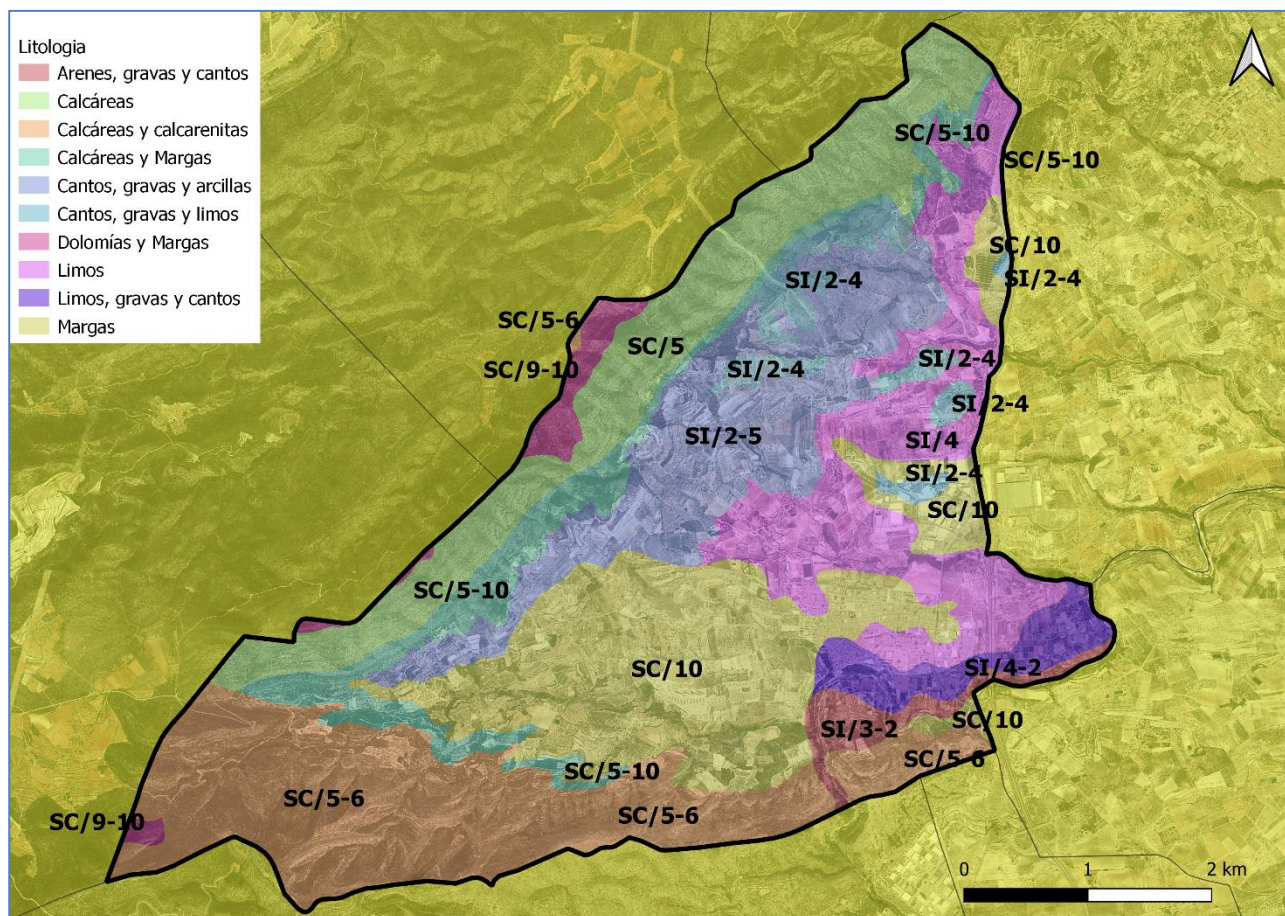 Litologia
Arenes, gravas y cantos
Calcáreas
Calcáreas y calcarenitas
Calcáreas y Margas
Cantos, gravas y arcillas
Cantos, gravas y limos
Dolomías y Margas
Limos
Limos, gravas y cantos
Margas
SC/5-10
SC/5-10
SC/10
SI/2-4
SI/2-4
SC/5-6
SC/5
SC/9-10
SI/2-4
SI/2-4
SI/2-4
SI/2-5
SI/4
SI/2-4
SC/10
SC/5-10
SC/10
SI/4-2
SC/10
SI/3-2
SC/5-6
SC/5-10
SC/5-6
SC/5-6
SC/9-10
0 1 2 km